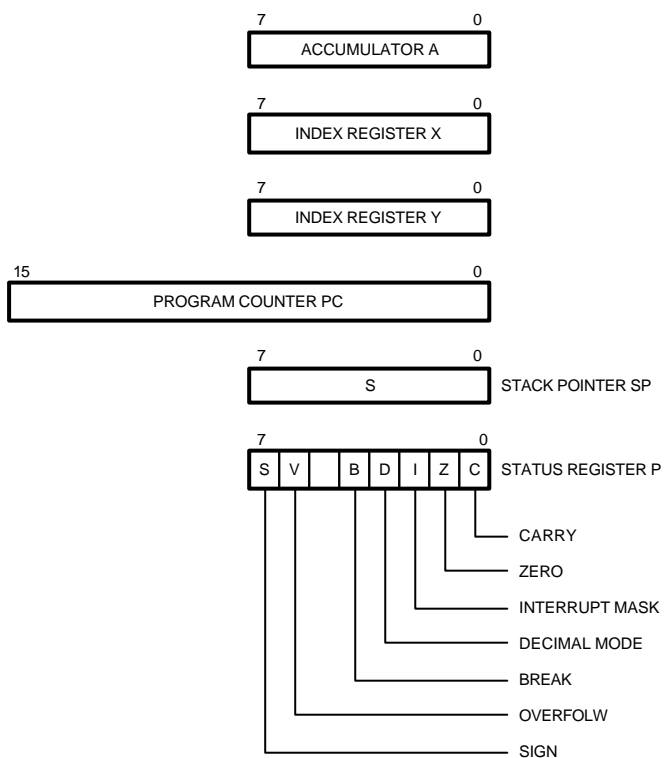 7 0
ACCUMULATOR A
7 0
INDEX REGISTER X
7 0
INDEX REGISTER Y
15 0
PROGRAM COUNTER PC
7 0
S STACK POINTER SP
7 0
S V B D I Z C STATUS REGISTER P
CARRY
ZERO
INTERRUPT MASK
DECIMAL MODE
BREAK
OVERFOLW
SIGN